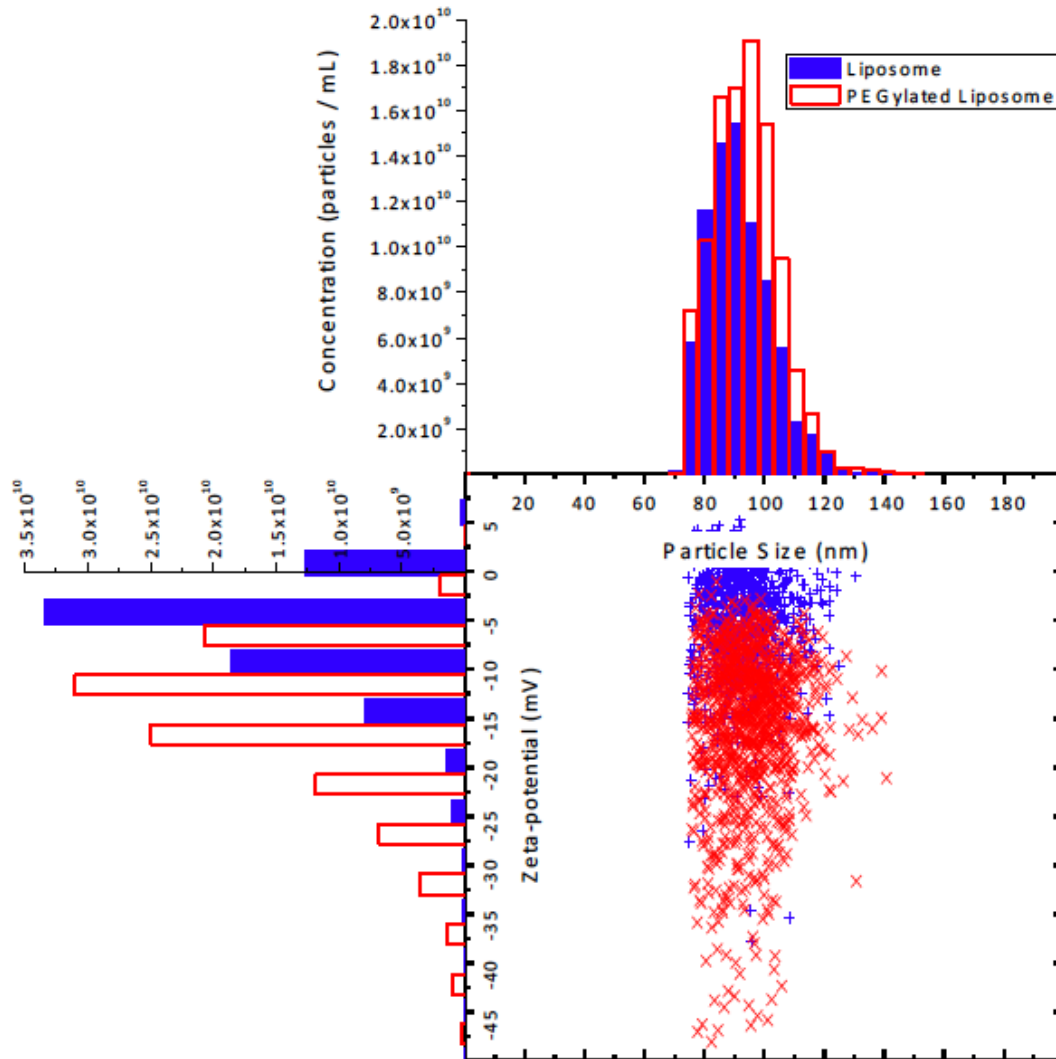 2.0x10¹⁰
1.8x10¹⁰
1.6x10¹⁰
1.4x10¹⁰
1.2x10¹⁰
1.0x10¹⁰
8.0x10⁹
6.0x10⁹
4.0x10⁹
2.0x10⁹
Concentration (particles / mL)
Liposome
PEGylated Liposome
3.5x10¹⁰
3.0x10¹⁰
2.5x10¹⁰
2.0x10¹⁰
1.5x10¹⁰
1.0x10¹⁰
5.0x10⁹
20 40 60 80 100 120 140 160 180
Particle Size (nm)
5
0
-5
-10
-15
-20
-25
-30
-35
-40
-45
Zeta-potential (mV)